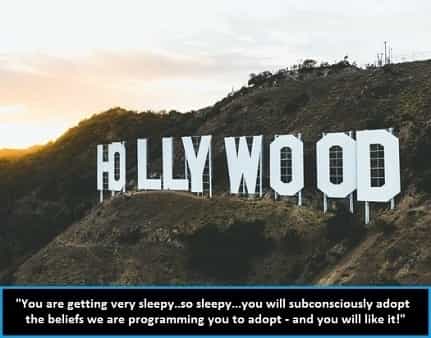 HOLLYWOOD
"You are getting very sleepy..so sleepy...you will subconsciously adopt
the beliefs we are programming you to adopt - and you will like it!"